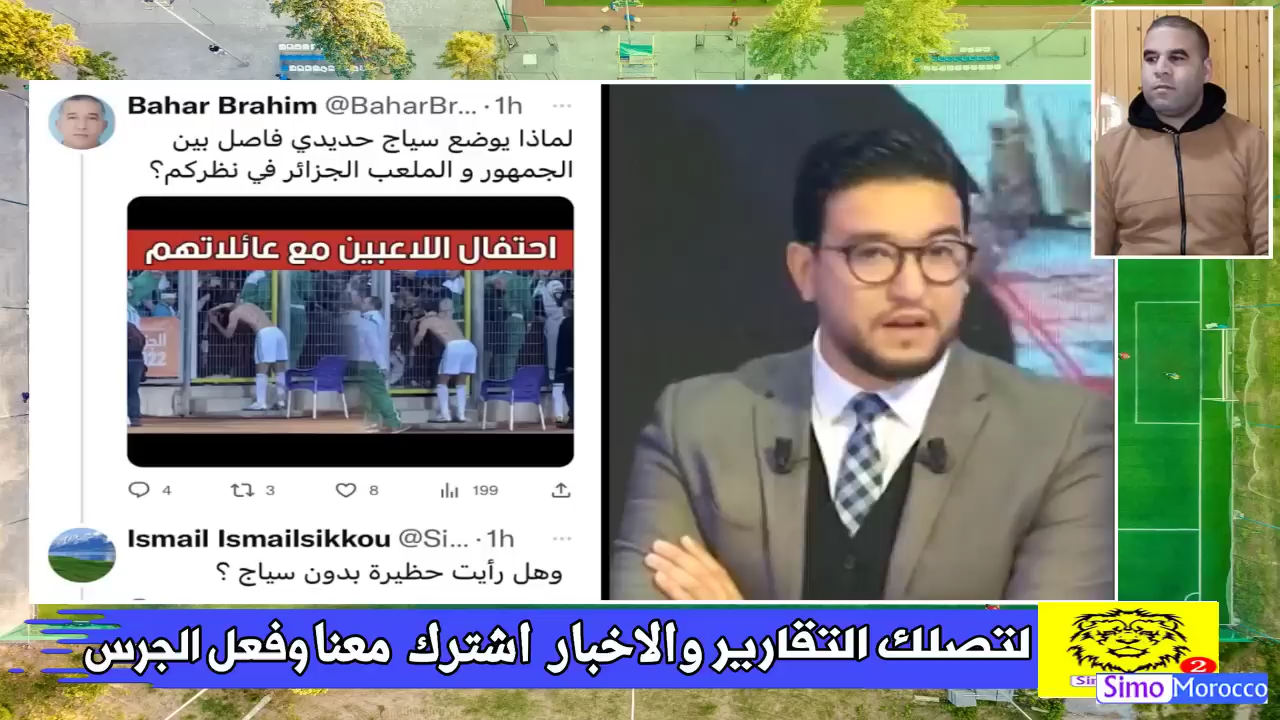 Bahar Brahim @BaharBr... · 1h
لماذا يوضع سياج حديدي فاصل بين
الجمهور و الملعب الجزائر في نظركم؟
احتفال اللاعبين مع عائلاتهم
4 3 8 199
Ismail Ismailsikkou @Si... · 1h
وهل رأيت حظيرة بدون سياج ؟
لتصلك التقارير والاخبار اشترك معنا وفعل الجرس
2
Simo Morocco